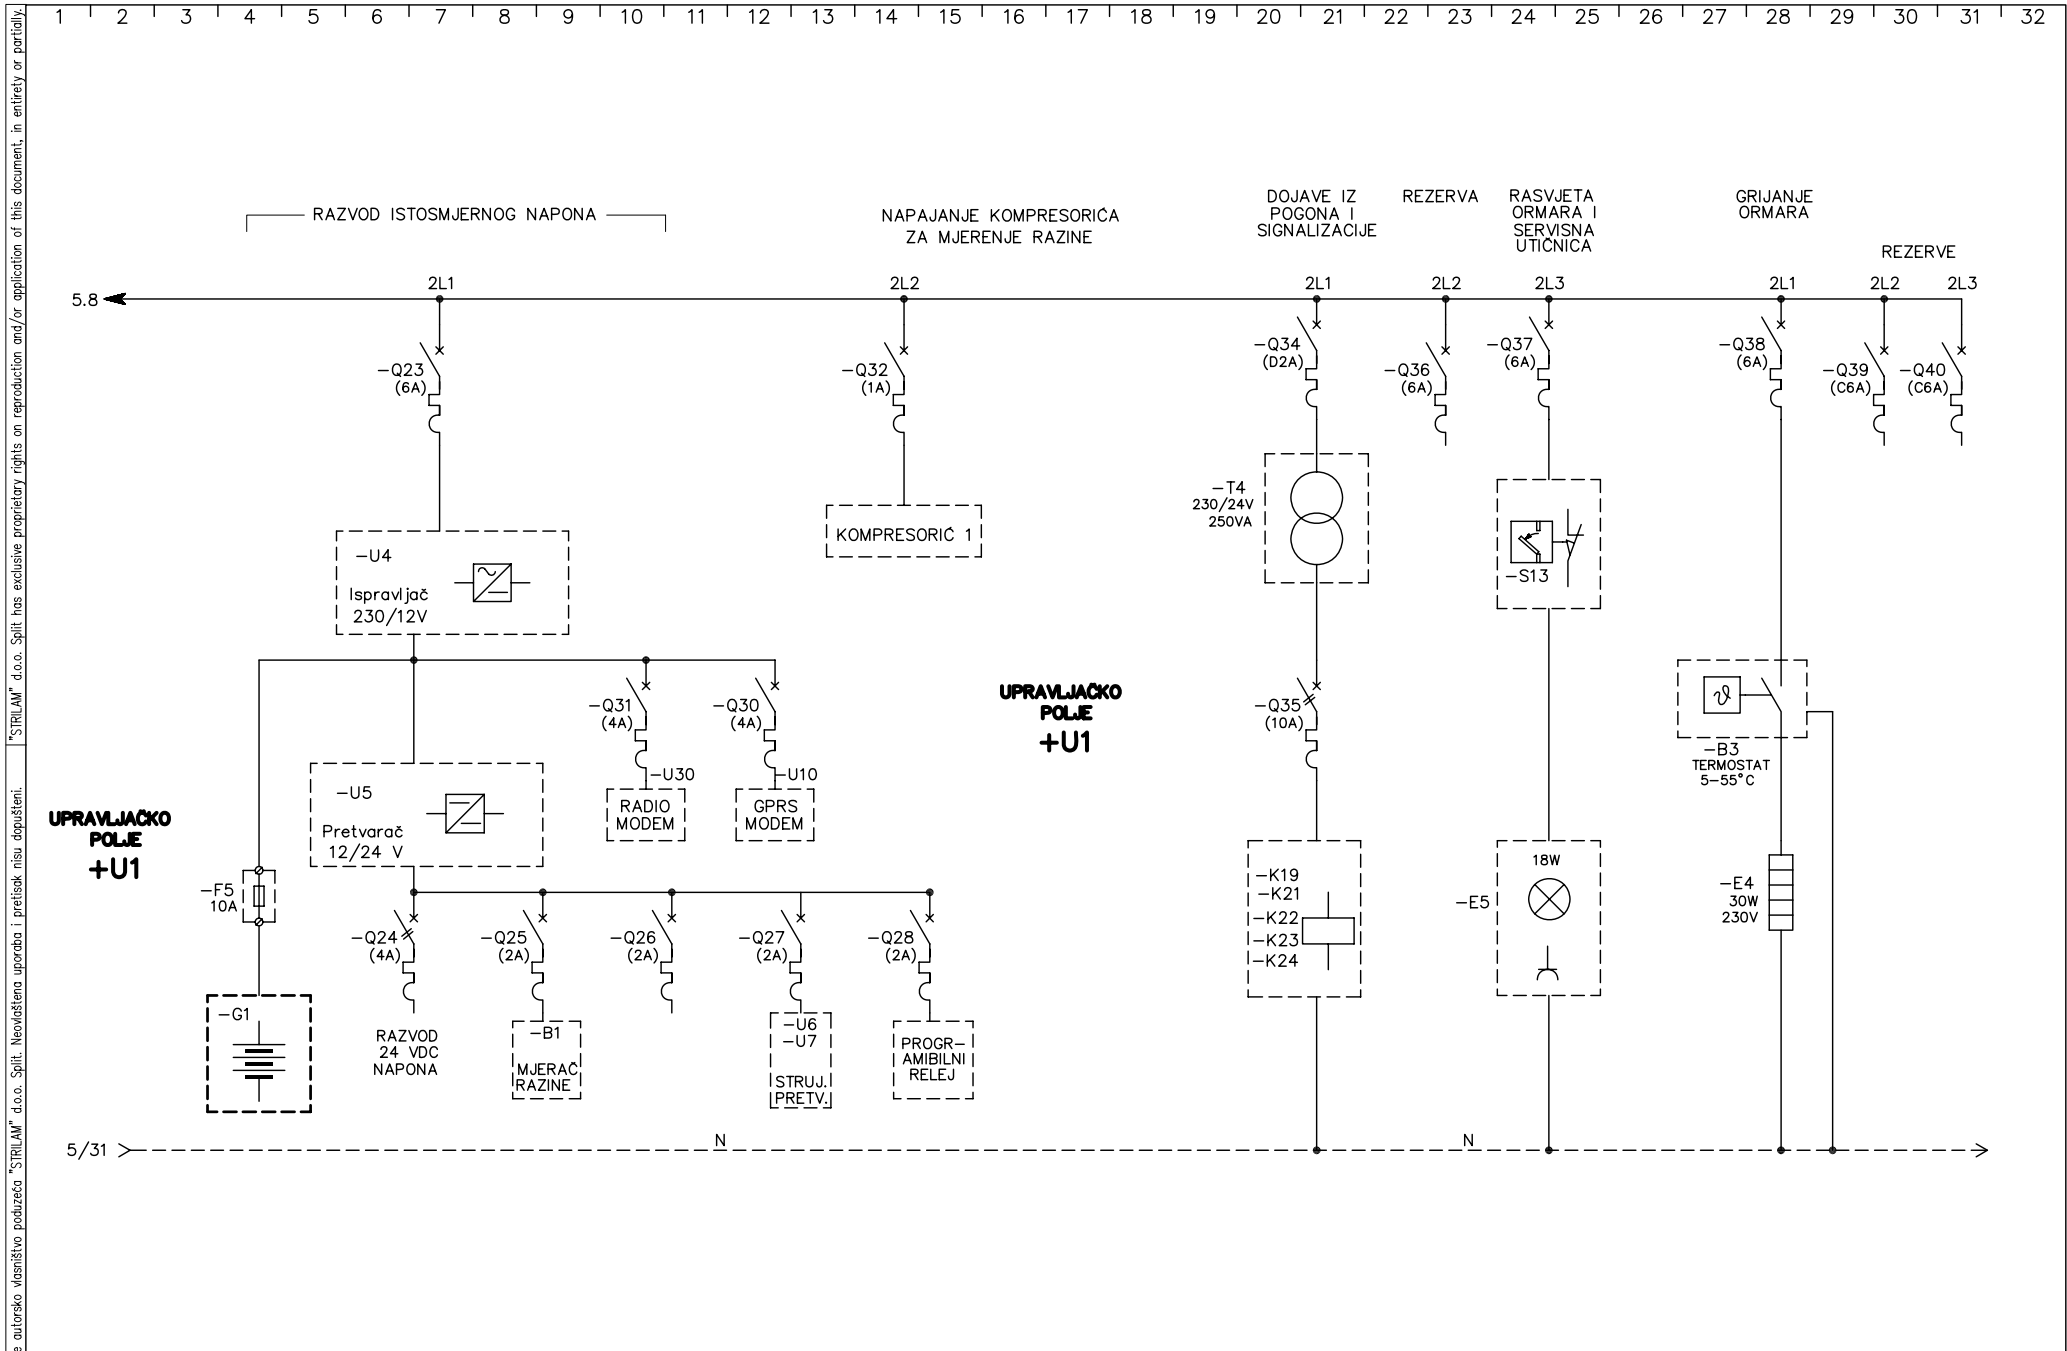 1 2 3 4 5 6 7 8 9 10 11 12 13 14 15 16 17 18 19 20 21 22 23 24 25 26 27 28 29 30 31 32
RAZVOD ISTOSMJERNOG NAPONA
NAPAJANJE KOMPRESORIĆA
ZA MJERENJE RAZINE
DOJAVE IZ
POGONA I
SIGNALIZACIJE
REZERVA
RASVJETA
ORMARA I
SERVISNA
UTIČNICA
GRIJANJE
ORMARA
REZERVE
5.8
2L1
2L2
2L1
2L2
2L3
2L1
2L2
2L3
-Q23
(6A)
-Q32
(1A)
-Q34
(D2A)
-Q36
(6A)
-Q37
(6A)
-Q38
(6A)
-Q39
(C6A)
-Q40
(C6A)
-U4
Ispravljač
230/12V
KOMPRESORIĆ 1
-T4
230/24V
250VA
-S13
-Q31
(4A)
-Q30
(4A)
UPRAVLJAČKO
POLJE
+U1
-Q35
(10A)
-B3
TERMOSTAT
5-55°C
-U5
Pretvarač
12/24 V
-U30
RADIO
MODEM
-U10
GPRS
MODEM
UPRAVLJAČKO
POLJE
+U1
-F5
10A
-K19
-K21
-K22
-K23
-K24
18W
-E5
-E4
30W
230V
-Q24
(4A)
-Q25
(2A)
-Q26
(2A)
-Q27
(2A)
-Q28
(2A)
-G1
RAZVOD
24 VDC
NAPONA
-B1
MJERAČ
RAZINE
-U6
-U7
STRUJ.
PRETV.
PROGR-
AMIBILNI
RELEJ
5/31
N
N
"STRILAM" d.o.o. Split has exclusive proprietary rights on reproduction and/or application of this document, in entirety or partially.
e autorsko vlasništvo poduzeća "STRILAM" d.o.o. Split. Neovlaštena uporaba i pretisak nisu dopušteni.